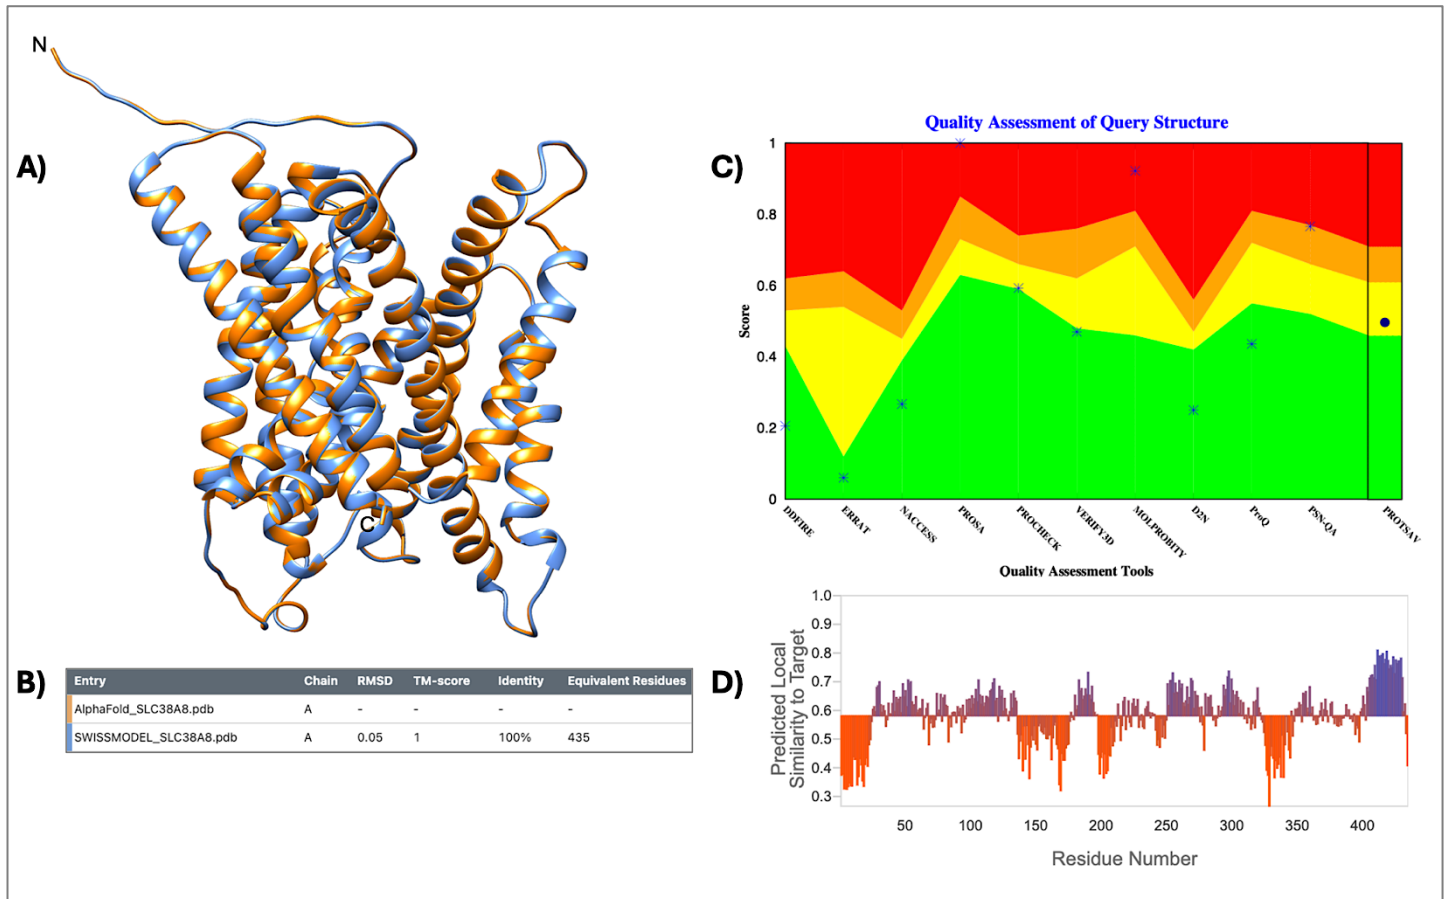 N
A)
C
B)
Entry Chain RMSD TM-score Identity Equivalent Residues
AlphaFold_SLC38A8.pdb A - - - -
SWISSMODEL_SLC38A8.pdb A 0.05 1 100% 435
C)
Quality Assessment of Query Structure
1
0.8
0.6
0.4
0.2
0
Score
DDFIRE
ERRAT
NACCESS
PROSA
PROCHECK
VERIFY3D
MOLPROBITY
D2N
ProQ
PSN-QA
PROTSAV
Quality Assessment Tools
D)
Predicted Local
Similarity to Target
1.0
0.9
0.8
0.7
0.6
0.5
0.4
0.3
50 100 150 200 250 300 350 400
Residue Number